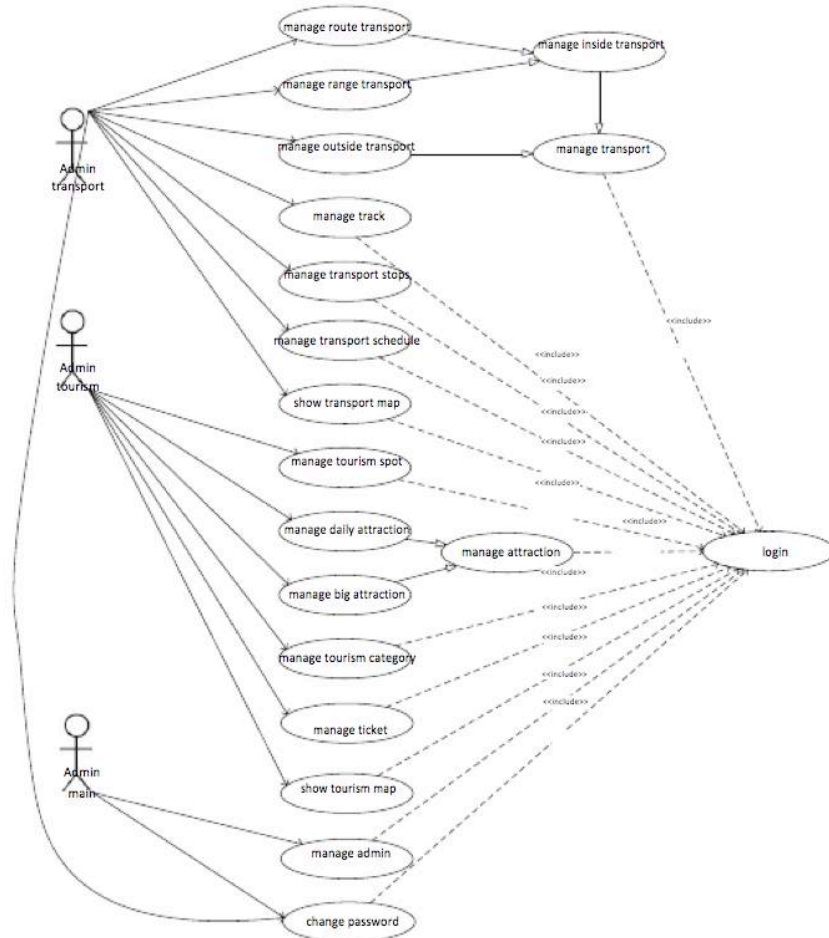 manage route transport
manage inside transport
manage range transport
Admin
transport
manage outside transport
manage transport
manage track
manage transport stops
<<include>>
manage transport schedule
<<include>>
Admin
tourism
<<include>>
show transport map
<<include>>
<<include>>
manage tourism spot
<<include>>
<<include>>
manage daily attraction
manage attraction
login
<<include>>
manage big attraction
<<include>>
<<include>>
manage tourism category
<<include>>
manage ticket
<<include>>
Admin
main
show tourism map
manage admin
change password